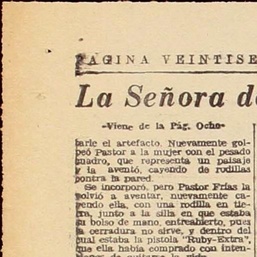 PAGINA VEINTISE
La Señora d
-Viene de la Pág. Ocho-
tarle el artefacto. Nuevamente gol-
peó Pastor a la mujer con el pesado
cuadro, que representa un paisaje
y la aventó, cayendo de rodillas
contra la pared.
Se incorporó, pero Pastor Frías la
volvió a aventar, nuevamente ca-
yendo ella, con una rodilla en tie-
rra, junto a la silla en que estaba
su bolso de mano, entreabierto, pues
la cerradura no sirve, y dentro del
cual estaba la pistola "Ruby-Extra",
que ella había comprado con inten-